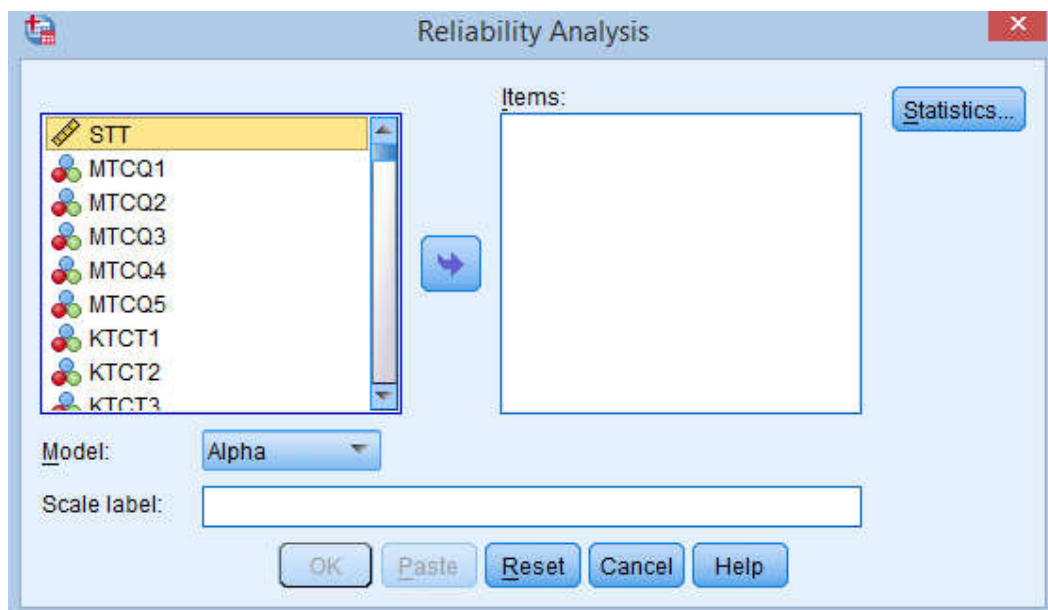 Reliability Analysis
Items:
Statistics...
STT
MTCQ1
MTCQ2
MTCQ3
MTCQ4
MTCQ5
KTCT1
KTCT2
KTCT3
Model:
Alpha
Scale label:
OK
Paste
Reset
Cancel
Help